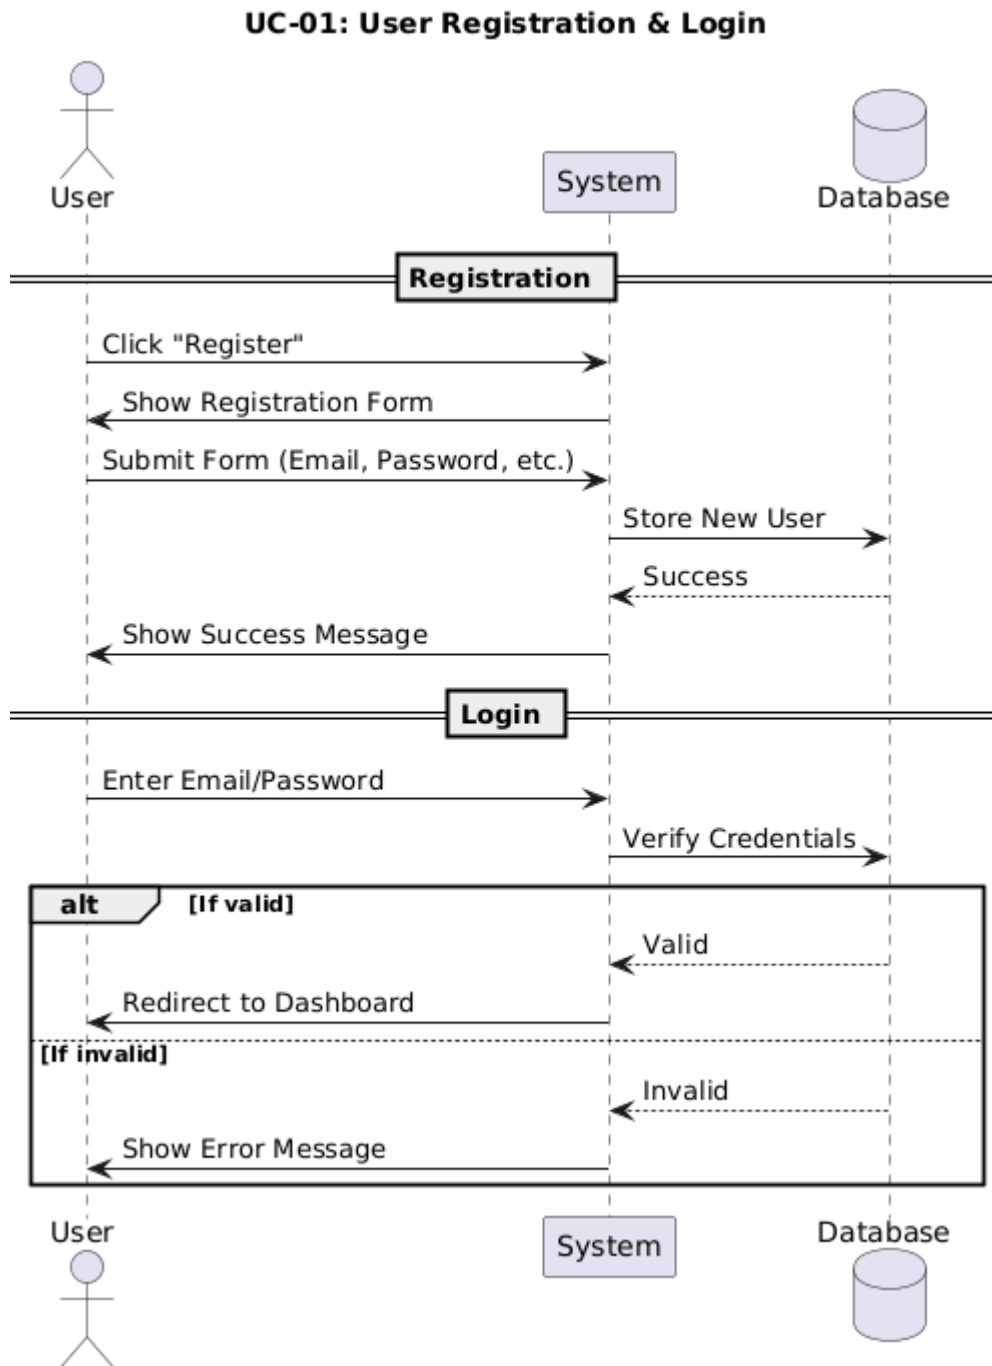 UC-01: User Registration & Login
User
System
Database
Registration
Click "Register"
Show Registration Form
Submit Form (Email, Password, etc.)
Store New User
Success
Show Success Message
Login
Enter Email/Password
Verify Credentials
alt [If valid]
Valid
Redirect to Dashboard
[If invalid]
Invalid
Show Error Message
User
System
Database